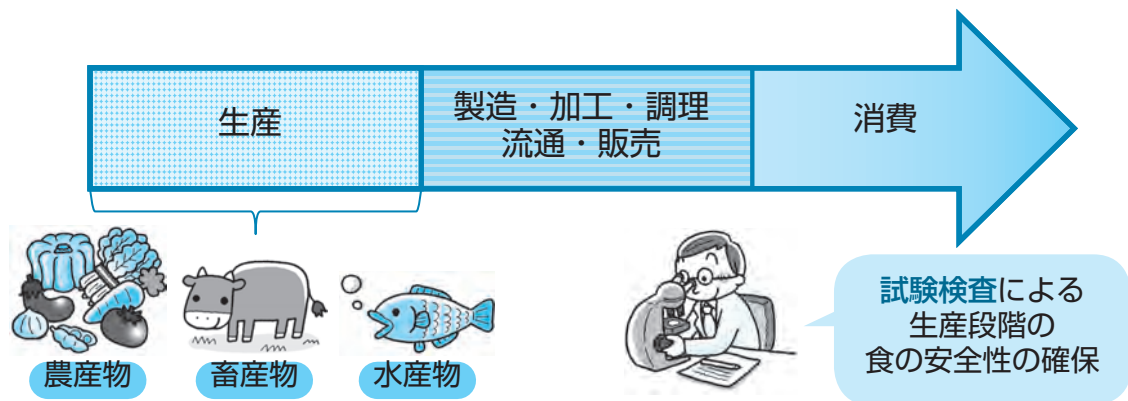 生産
製造・加工・調理
流通・販売
消費
農産物
畜産物
水産物
試験検査による
生産段階の
食の安全性の確保